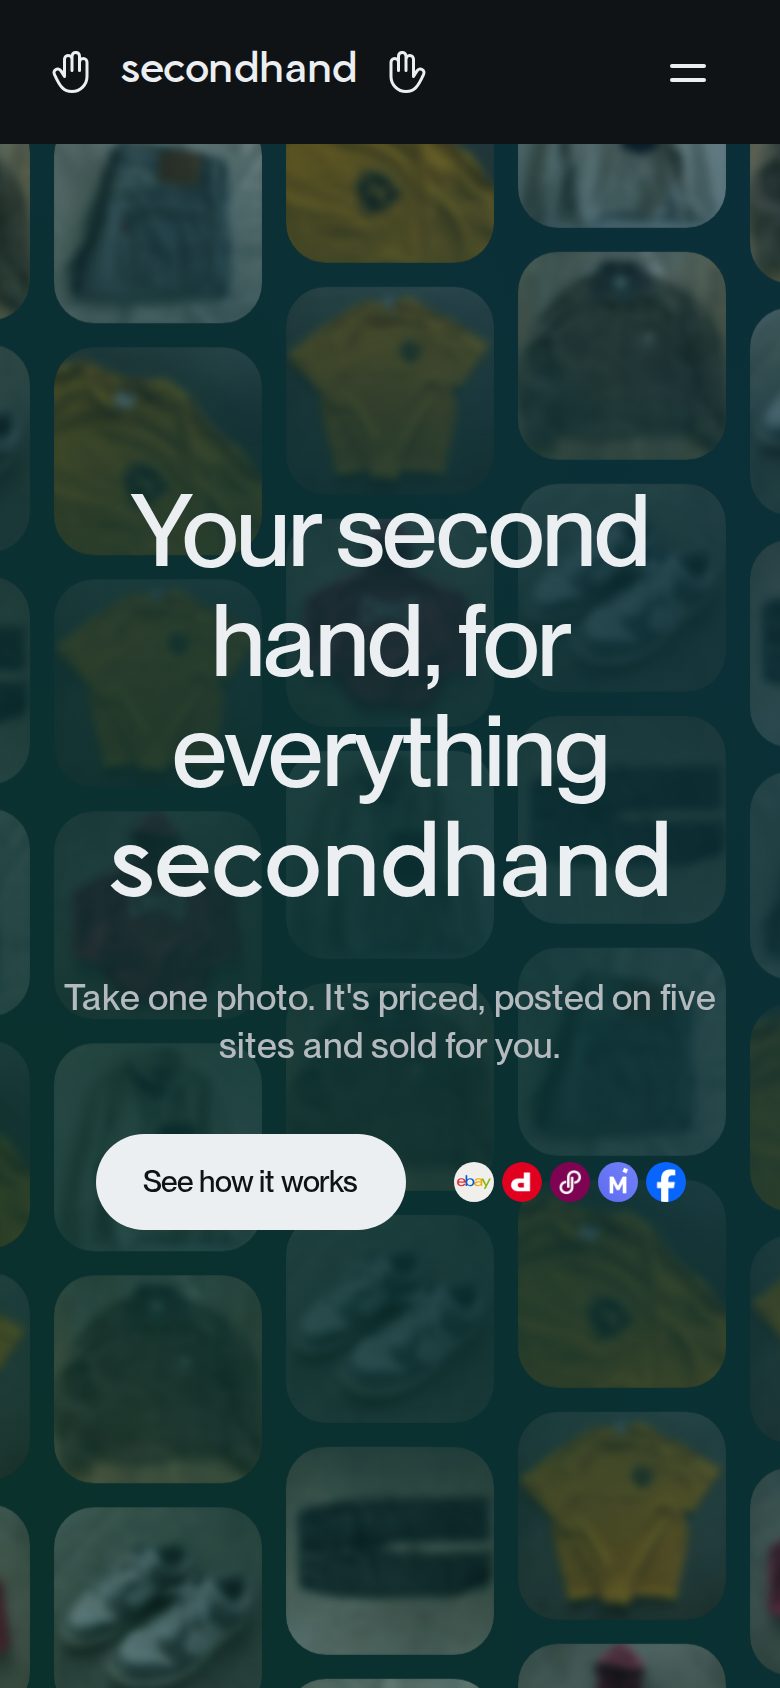 secondhand
Your second
hand, for
everything
secondhand
Take one photo. It's priced, posted on five
sites and sold for you.
See how it works
ebay